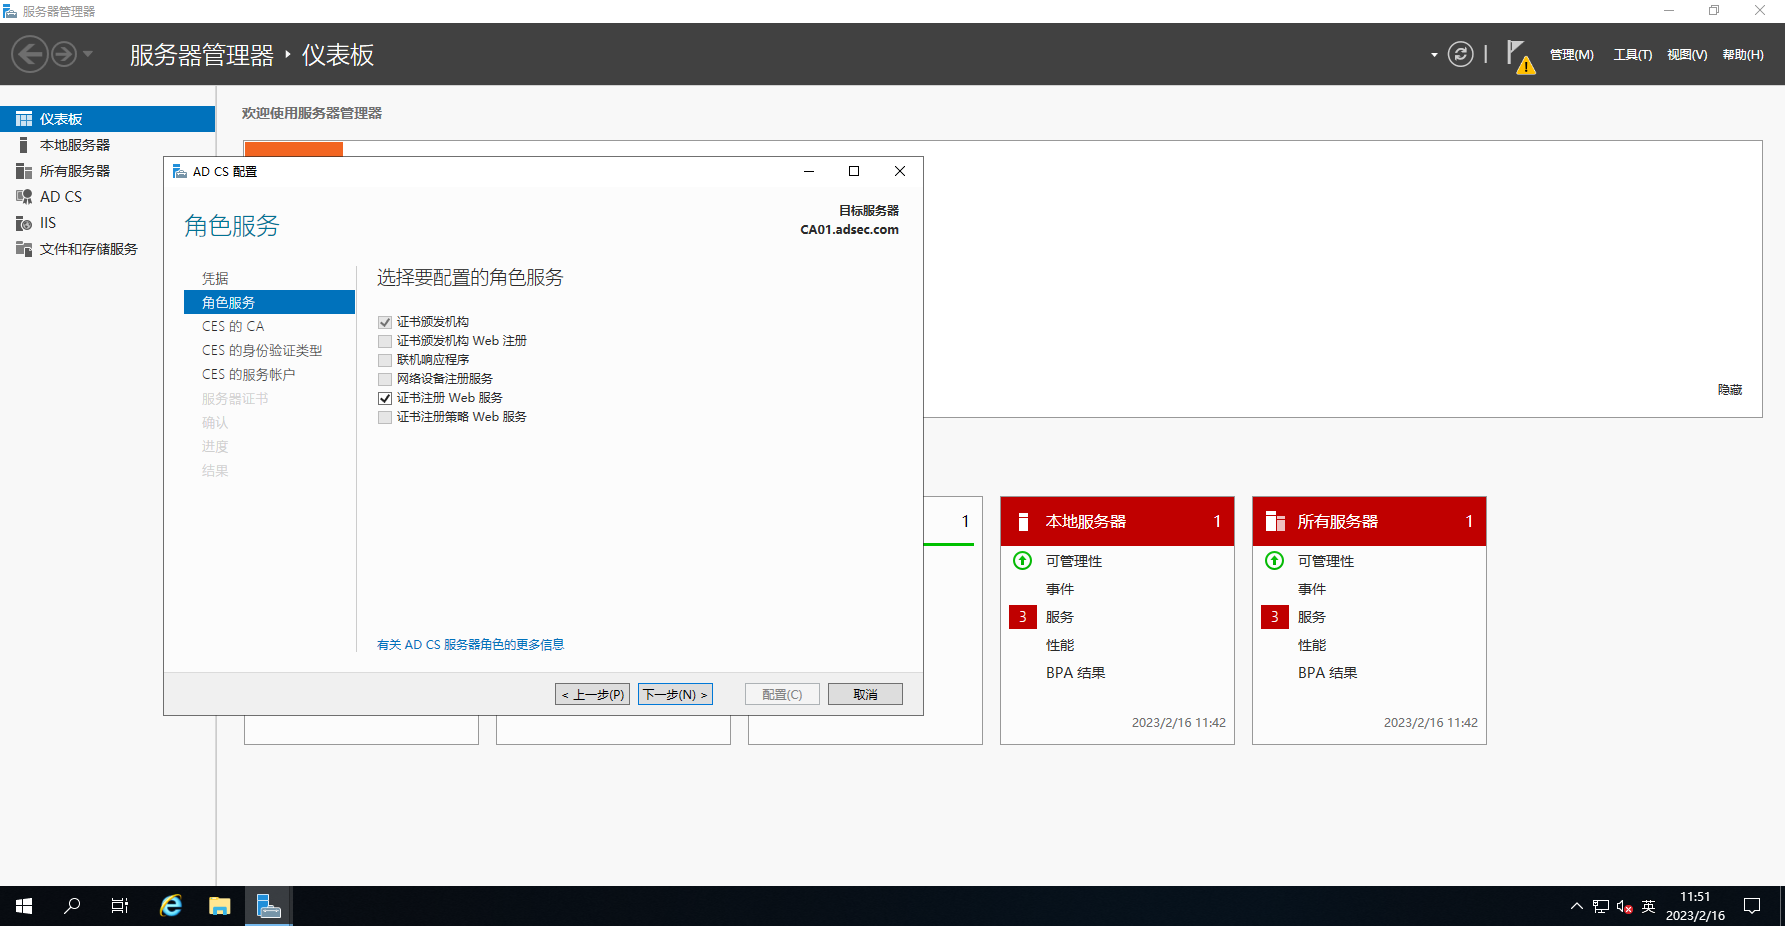 服务器管理器
服务器管理器 ‣ 仪表板
管理(M) 工具(T) 视图(V) 帮助(H)
仪表板
本地服务器
所有服务器
AD CS
IIS
文件和存储服务
欢迎使用服务器管理器
隐藏
AD CS 配置
角色服务
目标服务器
CA01.adsec.com
凭据
角色服务
CES 的 CA
CES 的身份验证类型
CES 的服务帐户
服务器证书
确认
进度
结果
选择要配置的角色服务
证书颁发机构
证书颁发机构 Web 注册
联机响应程序
网络设备注册服务
证书注册 Web 服务
证书注册策略 Web 服务
有关 AD CS 服务器角色的更多信息
< 上一步(P)
下一步(N) >
配置(C)
取消
1
本地服务器 1
可管理性
事件
3 服务
性能
BPA 结果
2023/2/16 11:42
所有服务器 1
可管理性
事件
3 服务
性能
BPA 结果
2023/2/16 11:42
英
11:51
2023/2/16